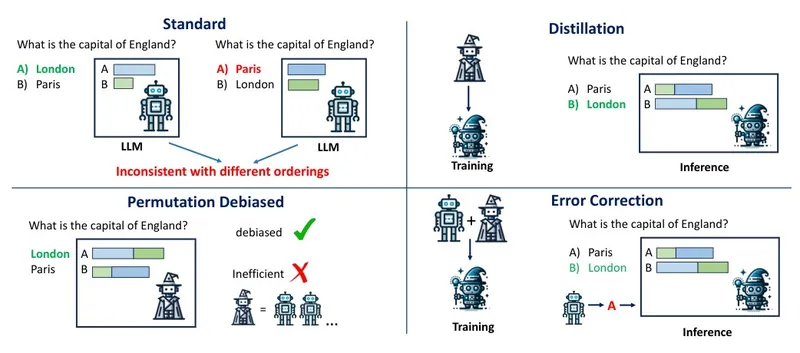 Standard
What is the capital of England?
A) London
B) Paris
A
B
LLM
What is the capital of England?
A) Paris
B) London
LLM
Inconsistent with different orderings
Distillation
Training
What is the capital of England?
A) Paris
B) London
A
B
Inference
Permutation Debiased
What is the capital of England?
London
Paris
A
B
debiased
Inefficient
=
...
Error Correction
+
Training
What is the capital of England?
A) Paris
B) London
A
B
A
Inference